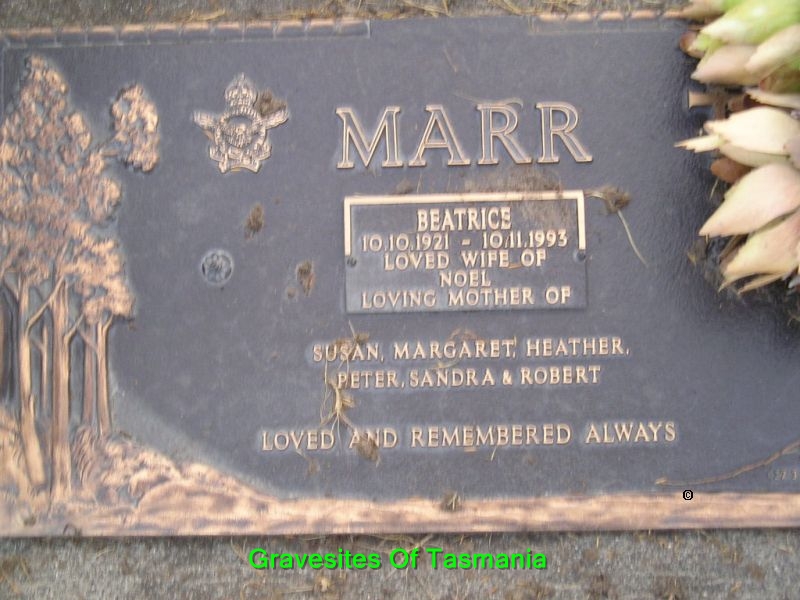 MARR
BEATRICE
10.10.1921 - 10.11.1993
LOVED WIFE OF
NOEL
LOVING MOTHER OF
SUSAN, MARGARET, HEATHER,
PETER, SANDRA & ROBERT
LOVED AND REMEMBERED ALWAYS
©
Gravesites Of Tasmania